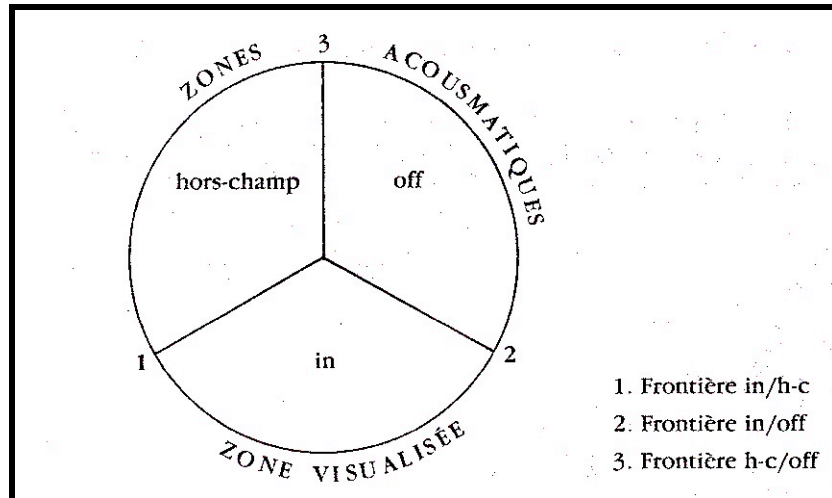 3
ZONES ACOUSMATIQUES
hors-champ
off
1
in
2
ZONE VISUALISÉE
1. Frontière in/h-c
2. Frontière in/off
3. Frontière h-c/off